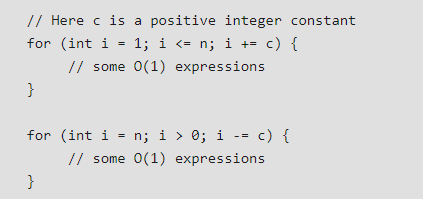 // Here c is a positive integer constant
for (int i = 1; i <= n; i += c) {
// some O(1) expressions
}
for (int i = n; i > 0; i -= c) {
// some O(1) expressions
}